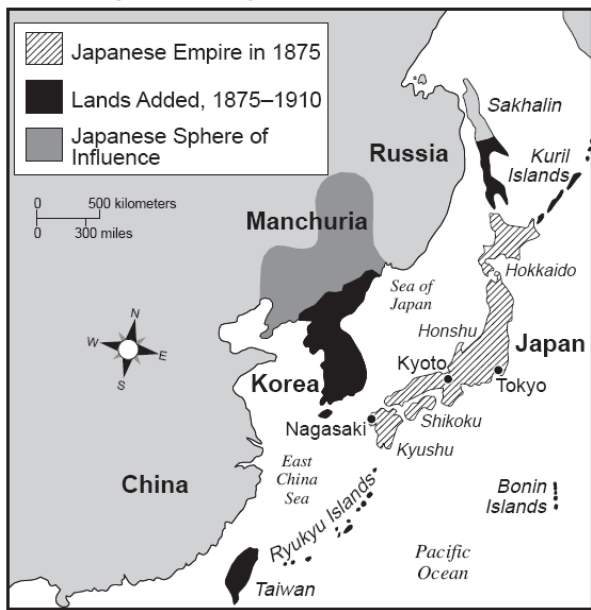 Japanese Empire in 1875
Lands Added, 1875–1910
Japanese Sphere of
Influence
0 500 kilometers
0 300 miles
Russia
Sakhalin
Kuril
Islands
Manchuria
Hokkaido
Sea of
Japan
N
W E
S
Honshu
Japan
Kyoto
Tokyo
Korea
Shikoku
Nagasaki
Kyushu
China
East
China
Sea
Ryukyu Islands
Bonin
Islands
Pacific
Ocean
Taiwan